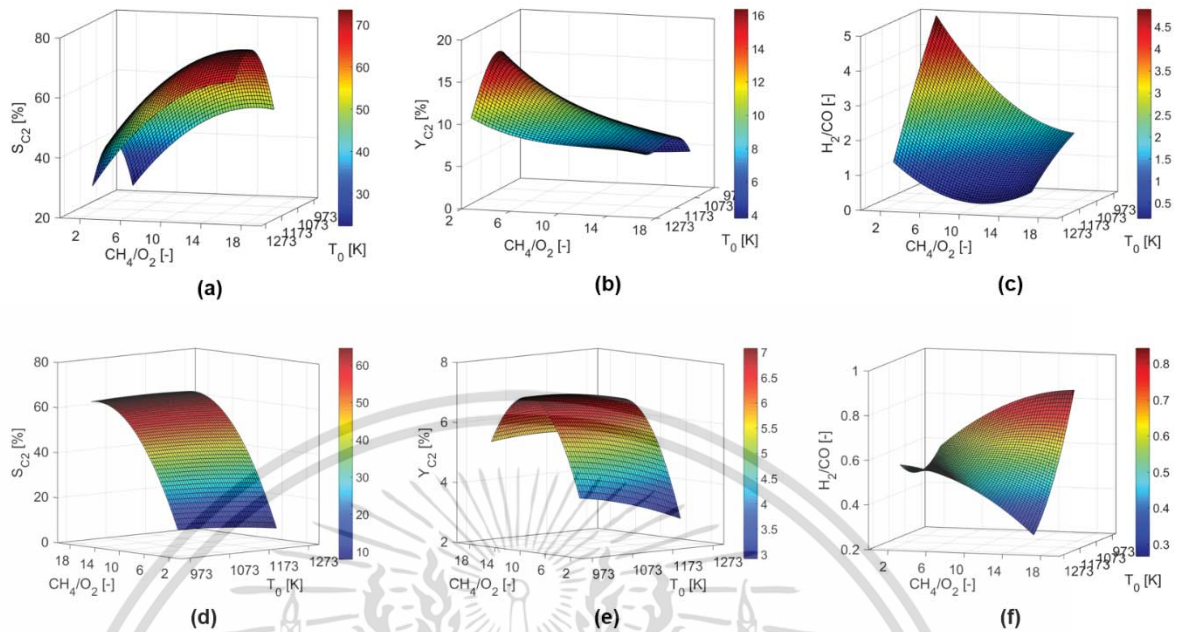 80
60
40
20
S_C2 [%]
2 6 10 14 18
CH_4/O_2 [-]
1273 1173 1073 973
T_0 [K]
70
60
50
40
30
(a)
20
15
10
5
0
Y_C2 [%]
2 6 10 14 18
CH_4/O_2 [-]
1273 1173 1073 973
T_0 [K]
16
14
12
10
8
6
4
(b)
5
4
3
2
1
0
H_2/CO [-]
2 6 10 14 18
CH_4/O_2 [-]
1273 1173 1073 973
T_0 [K]
4.5
4
3.5
3
2.5
2
1.5
1
0.5
(c)
80
60
40
20
0
S_C2 [%]
18 14 10 6 2
CH_4/O_2 [-]
973 1073 1173 1273
T_0 [K]
60
50
40
30
20
10
(d)
8
6
4
2
Y_C2 [%]
18 14 10 6 2
CH_4/O_2 [-]
973 1073 1173 1273
T_0 [K]
7
6.5
6
5.5
5
4.5
4
3.5
3
(e)
1
0.8
0.6
0.4
0.2
H_2/CO [-]
2 6 10 14 18
CH_4/O_2 [-]
1273 1173 1073 973
T_0 [K]
0.8
0.7
0.6
0.5
0.4
0.3
(f)